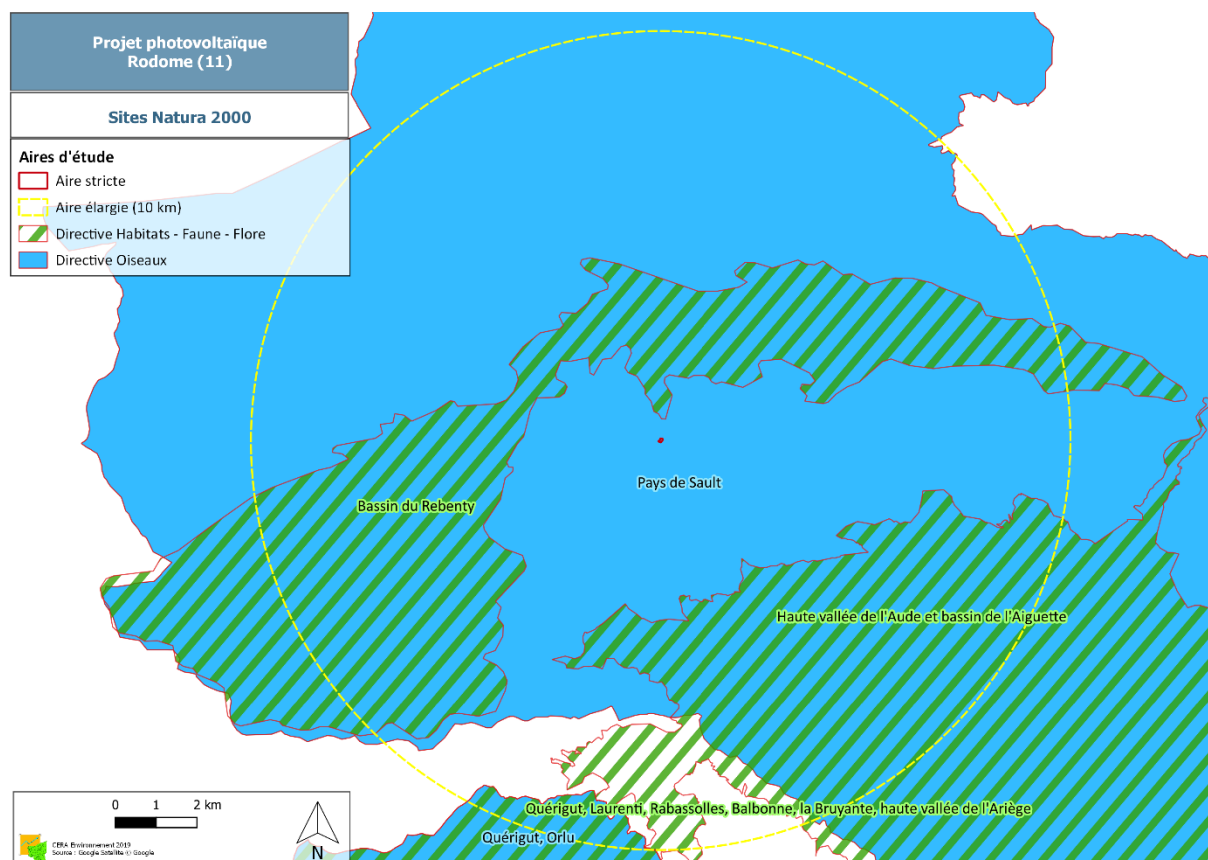 Projet photovoltaïque
Rodome (11)
Sites Natura 2000
Aires d'étude
Aire stricte
Aire élargie (10 km)
Directive Habitats - Faune - Flore
Directive Oiseaux
Pays de Sault
Bassin du Rebenty
Haute vallée de l'Aude et bassin de l'Aiguette
Quérigut, Laurenti, Rabassolles, Balbonne, la Bruyante, haute vallée de l'Ariège
Quérigut, Orlu
0 1 2 km
N
CERA Environnement 2019
Source : Google Satellite © Google